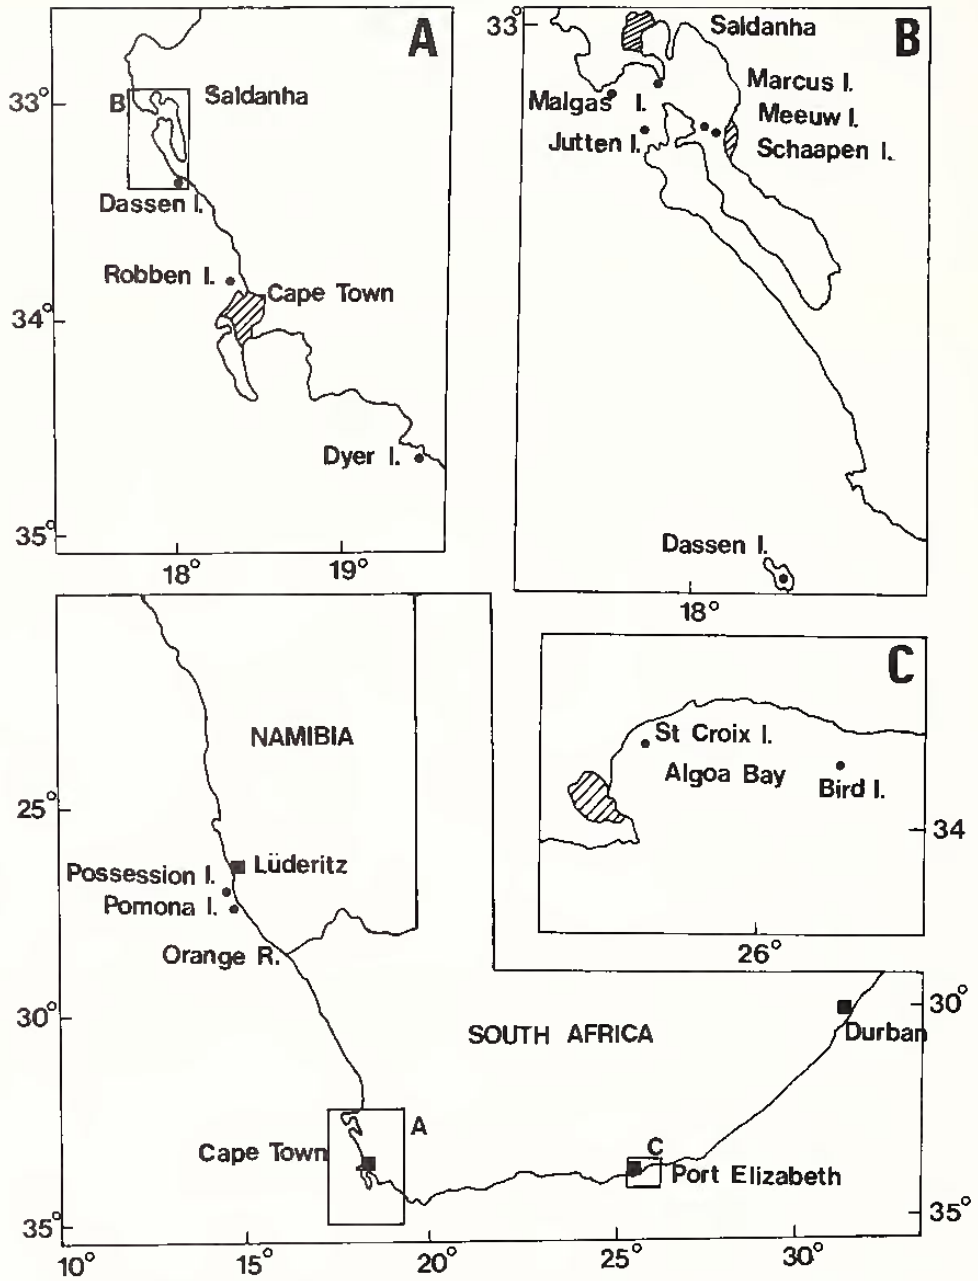 A
33°
B
Saldanha
Dassen I.
Robben I.
Cape Town
34°
Dyer I.
35°
18°
19°
B
33°
Saldanha
Marcus I.
Malgas I.
Meeuw I.
Jutten I.
Schaapen I.
Dassen I.
18°
C
St Croix I.
Algoa Bay
Bird I.
34
26°
NAMIBIA
25°
Lüderitz
Possession I.
Pomona I.
Orange R.
30°
30°
SOUTH AFRICA
Durban
A
Cape Town
C
Port Elizabeth
35°
35°
10°
15°
20°
25°
30°